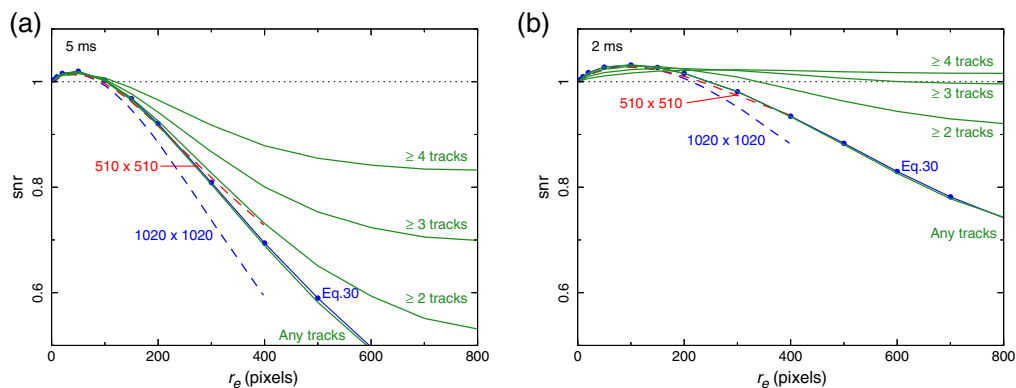 (a)
5 ms
snr
1
0.8
0.6
≥ 4 tracks
≥ 3 tracks
≥ 2 tracks
510 x 510
1020 x 1020
Eq.30
Any tracks
0 200 400 600 800
re (pixels)
(b)
2 ms
snr
1
0.8
0.6
≥ 4 tracks
≥ 3 tracks
≥ 2 tracks
510 x 510
1020 x 1020
Eq.30
Any tracks
0 200 400 600 800
re (pixels)